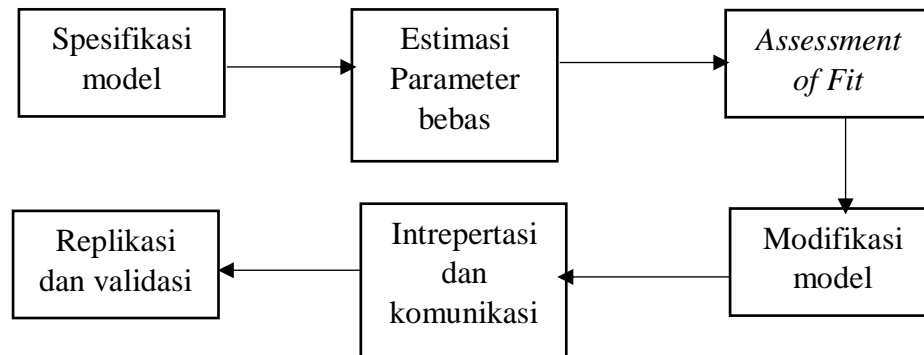 Spesifikasi
model
Estimasi
Parameter
bebas
Assessment
of Fit
Modifikasi
model
Intrepertasi
dan
komunikasi
Replikasi
dan validasi